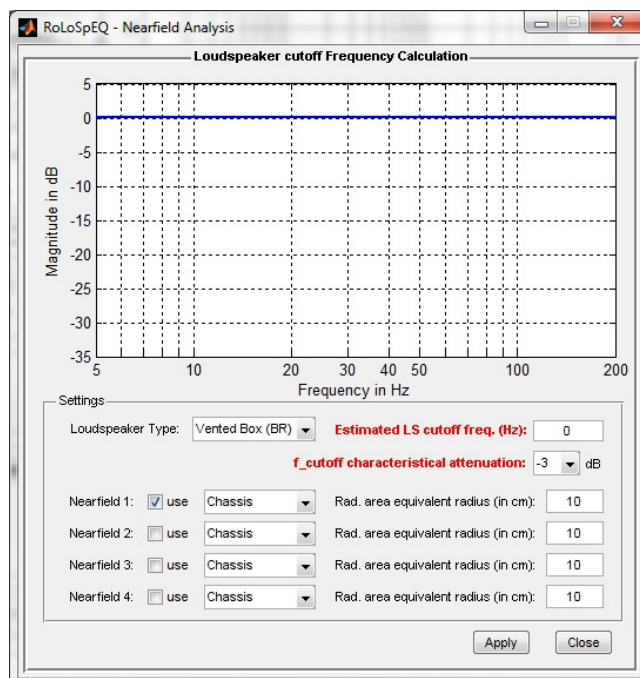 RoLoSpEQ - Nearfield Analysis
Loudspeaker cutoff Frequency Calculation
5
0
-5
-10
-15
-20
-25
-30
-35
Magnitude in dB
5 10 20 30 40 50 100 200
Frequency in Hz
Settings
Loudspeaker Type: Vented Box (BR) Estimated LS cutoff freq. (Hz): 0
f_cutoff characteristical attenuation: -3 dB
Nearfield 1: use Chassis Rad. area equivalent radius (in cm): 10
Nearfield 2: use Chassis Rad. area equivalent radius (in cm): 10
Nearfield 3: use Chassis Rad. area equivalent radius (in cm): 10
Nearfield 4: use Chassis Rad. area equivalent radius (in cm): 10
Apply Close